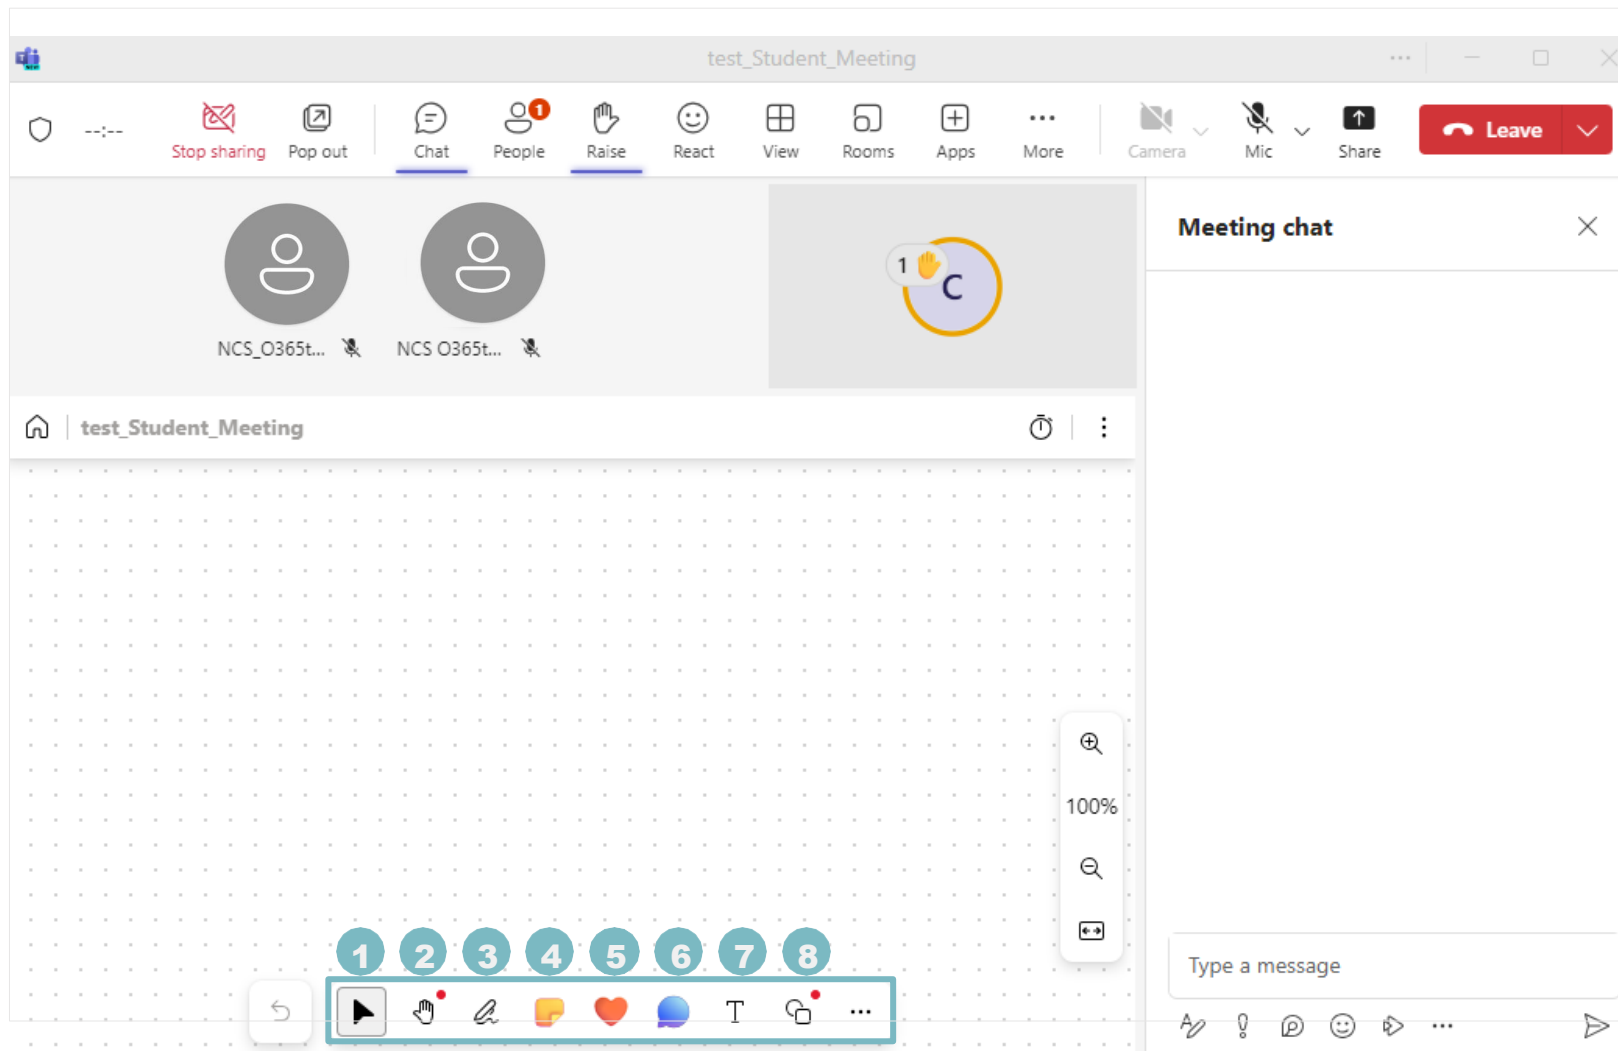 test_Student_Meeting
--:--
Stop sharing
Pop out
Chat
People
1
Raise
React
View
Rooms
Apps
More
Camera
Mic
Share
Leave
Meeting chat
1
C
NCS_O365t...
NCS O365t...
test_Student_Meeting
100%
1 2 3 4 5 6 7 8
T
Type a message